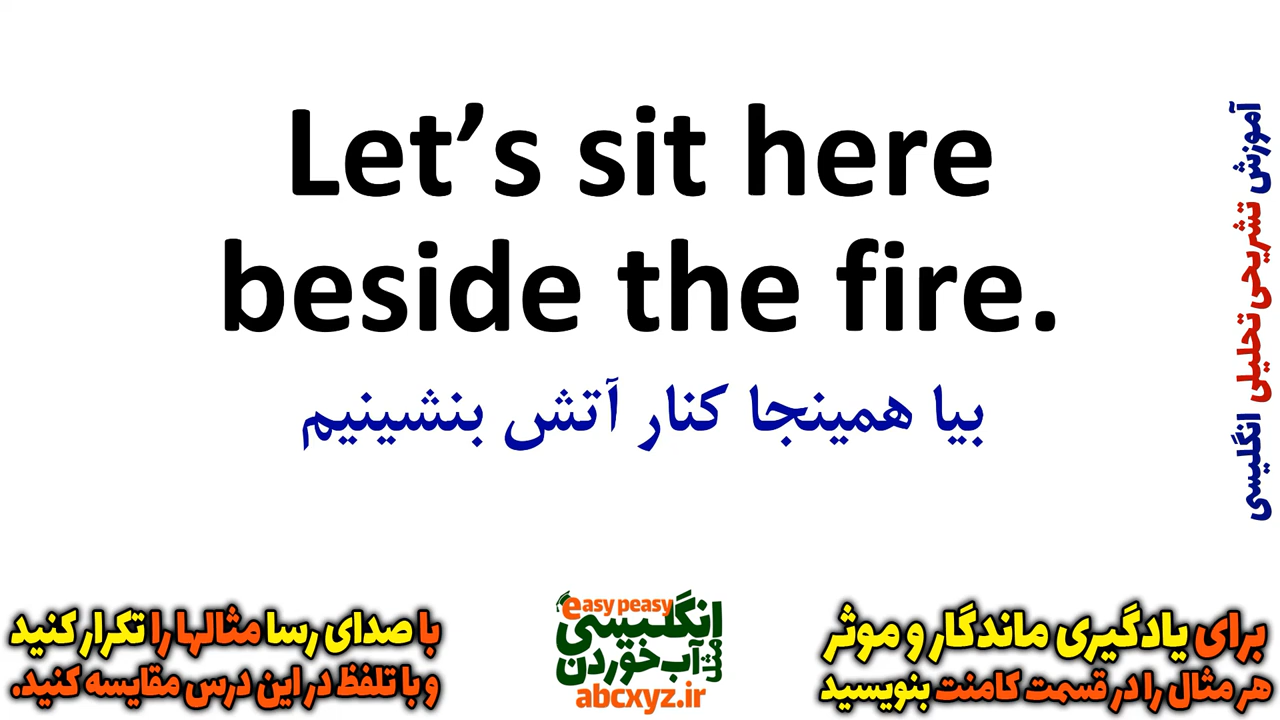 Let’s sit here
beside the fire.
بیا همینجا کنار آتش بنشینیم
آموزش تشریحی تحلیلی انگلیسی
برای یادگیری ماندگار و موثر
هر مثال را در قسمت کامنت بنویسید
easy peasy
انگلیسی
مثل آب خوردن
abcxyz.ir
با صدای رسا مثالها را تکرار کنید
و با تلفظ در این درس مقایسه کنید.